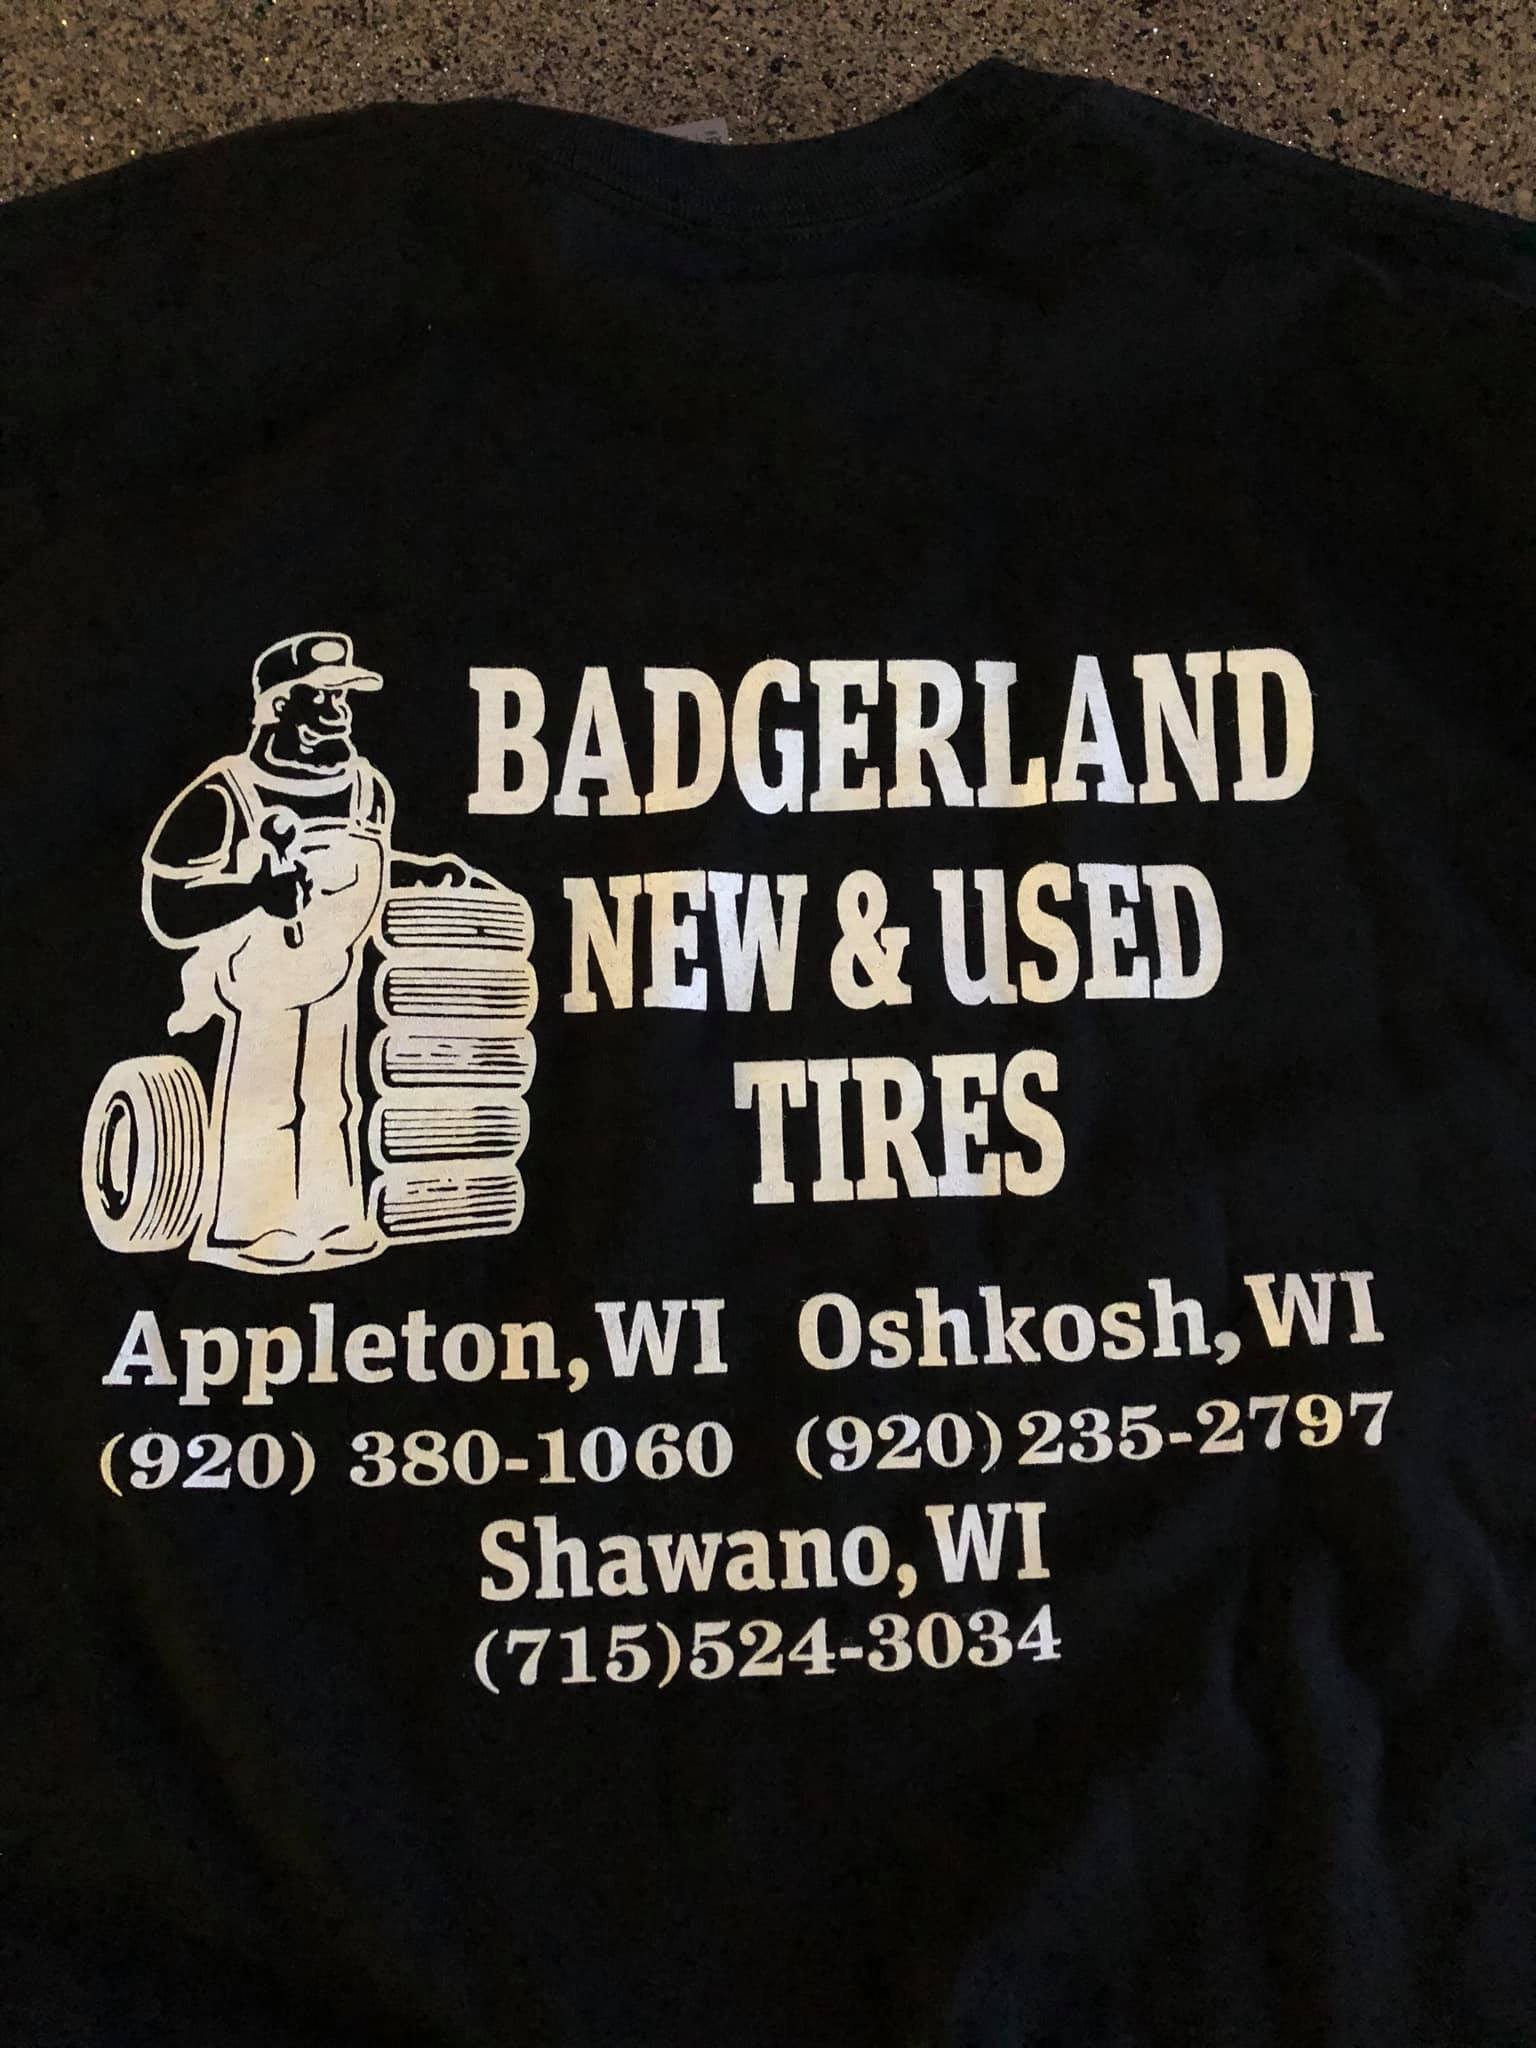 BADGERLAND
NEW & USED
TIRES
Appleton, WI Oshkosh, WI
(920) 380-1060 (920) 235-2797
Shawano, WI
(715)524-3034